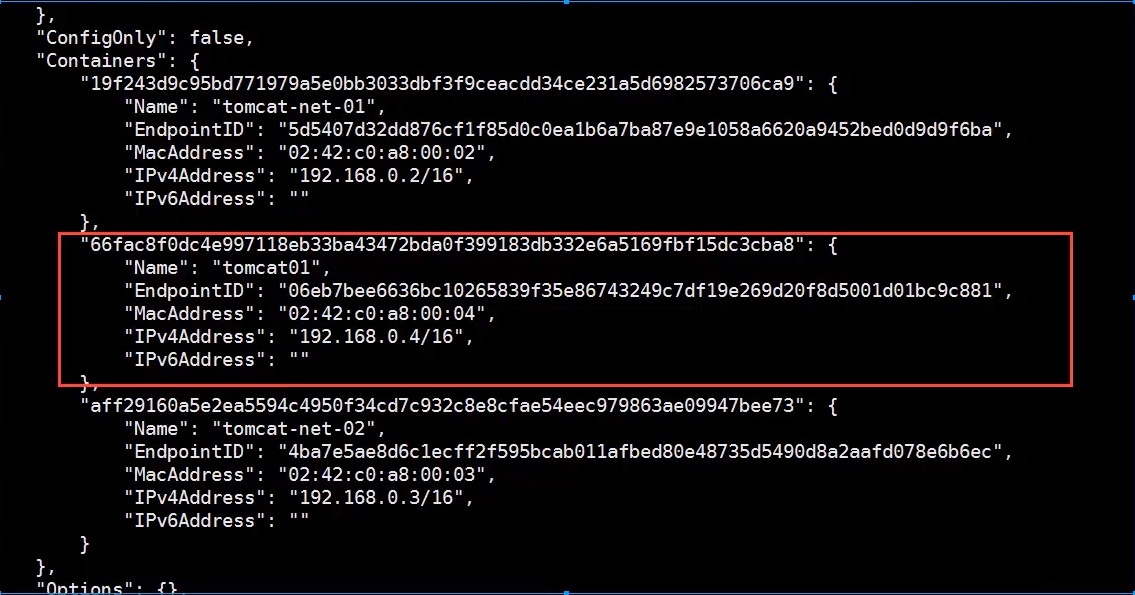 },
"ConfigOnly": false,
"Containers": {
"19f243d9c95bd771979a5e0bb3033dbf3f9ceacdd34ce231a5d6982573706ca9": {
"Name": "tomcat-net-01",
"EndpointID": "5d5407d32dd876cf1f85d0c0ea1b6a7ba87e9e1058a6620a9452bed0d9d9f6ba",
"MacAddress": "02:42:c0:a8:00:02",
"IPv4Address": "192.168.0.2/16",
"IPv6Address": ""
},
"66fac8f0dc4e997118eb33ba43472bda0f399183db332e6a5169fbf15dc3cba8": {
"Name": "tomcat01",
"EndpointID": "06eb7bee6636bc10265839f35e86743249c7df19e269d20f8d5001d01bc9c881",
"MacAddress": "02:42:c0:a8:00:04",
"IPv4Address": "192.168.0.4/16",
"IPv6Address": ""
},
"aff29160a5e2ea5594c4950f34cd7c932c8e8cfae54eec979863ae09947bee73": {
"Name": "tomcat-net-02",
"EndpointID": "4ba7e5ae8d6c1ecff2f595bcab011afbed80e48735d5490d8a2aafd078e6b6ec",
"MacAddress": "02:42:c0:a8:00:03",
"IPv4Address": "192.168.0.3/16",
"IPv6Address": ""
}
},
"Options": {},